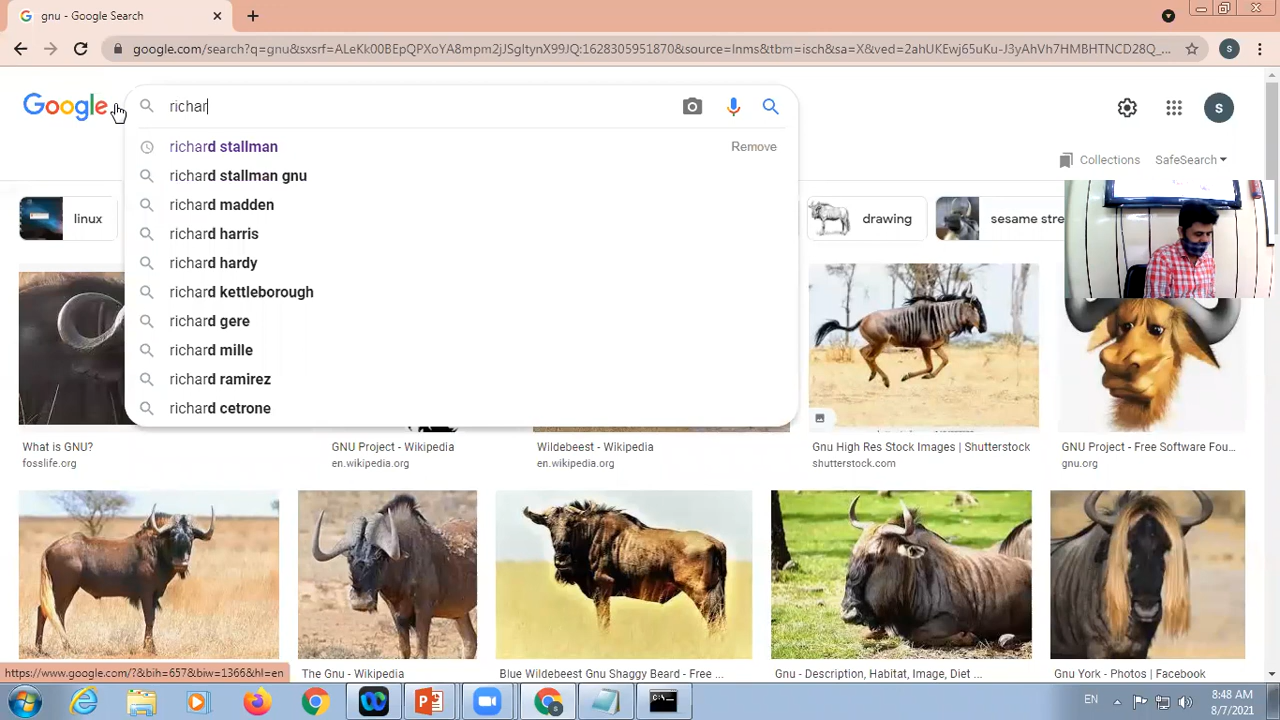 gnu - Google Search
google.com/search?q=gnu&sxsrf=ALeKk00BEpQPXoYA8mpm2jJSgltynX99JQ:1628305951870&source=lnms&tbm=isch&sa=X&ved=2ahUKEwj65uKu-J3yAhVh7HMBHTNCD28Q_...
S
Google
richar
S
richard stallman
Remove
richard stallman gnu
Collections
SafeSearch
richard madden
linux
drawing
sesame stre
richard harris
richard hardy
richard kettleborough
richard gere
richard mille
richard ramirez
richard cetrone
What is GNU?
fosslife.org
GNU Project - Wikipedia
en.wikipedia.org
Wildebeest - Wikipedia
en.wikipedia.org
Gnu High Res Stock Images | Shutterstock
shutterstock.com
GNU Project - Free Software Fou...
gnu.org
https://www.google.com/?&bih=657&biw=1366&hl=en
The Gnu - Wikipedia
Blue Wildebeest Gnu Shaggy Beard - Free ...
Gnu - Description, Habitat, Image, Diet ...
Gnu York - Photos | Facebook
EN
8:48 AM
8/7/2021